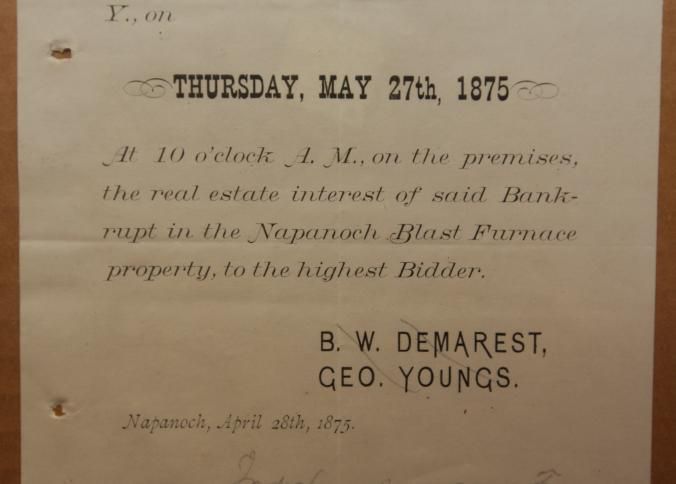 Y., on
THURSDAY, MAY 27th, 1875
At 10 o'clock A. M., on the premises,
the real estate interest of said Bank-
rupt in the Napanoch Blast Furnace
property, to the highest Bidder.
B. W. DEMAREST,
GEO. YOUNGS.
Napanoch, April 28th, 1875.